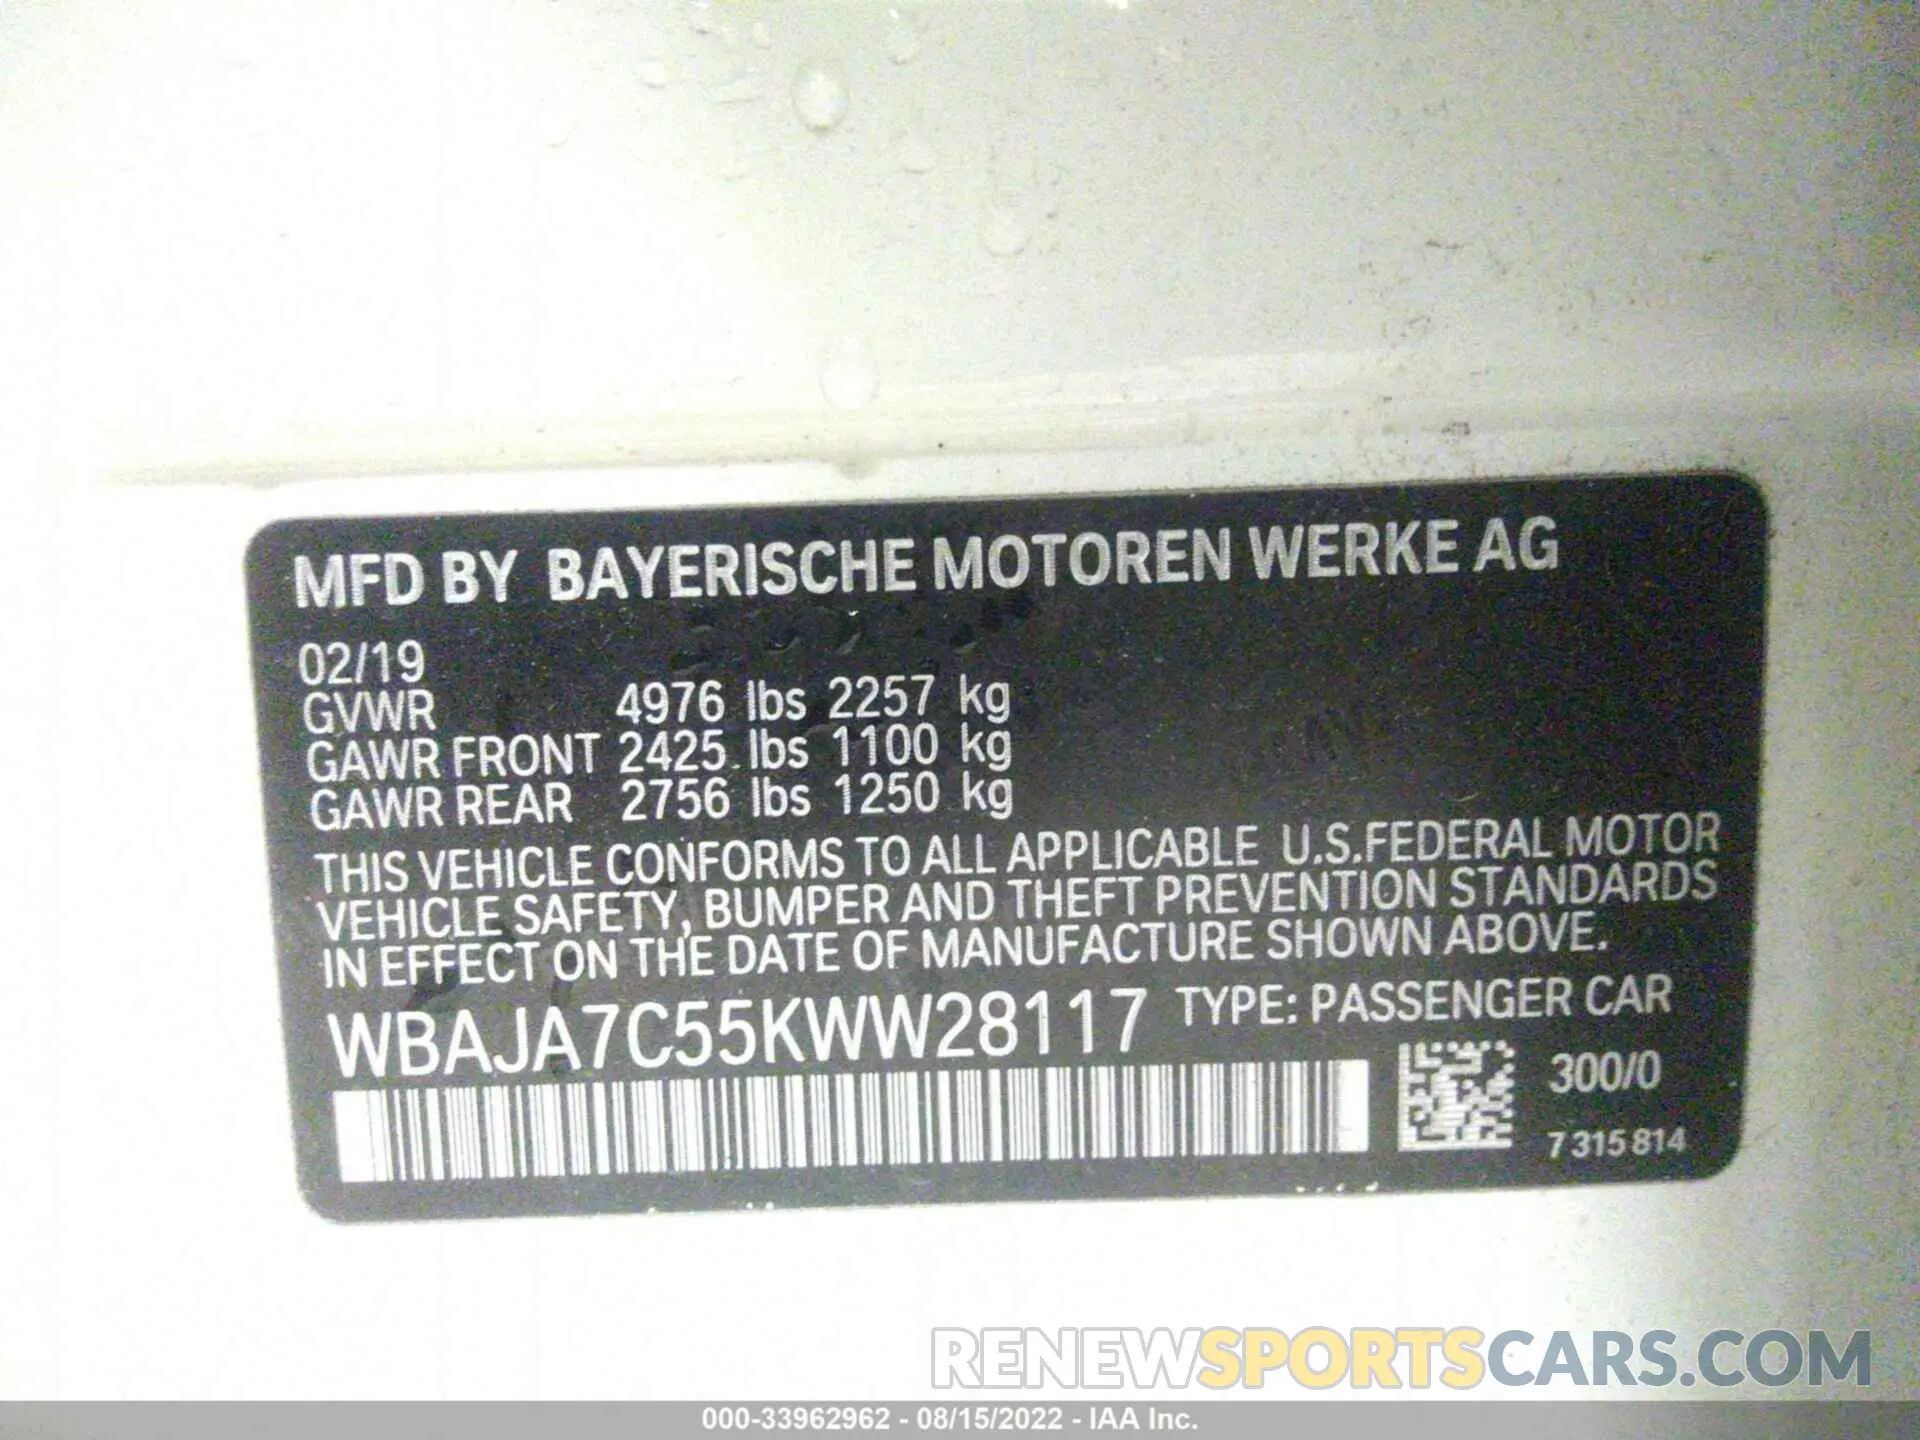 MFD BY BAYERISCHE MOTOREN WERKE AG
02/19
GVWR 4976 lbs 2257 kg
GAWR FRONT 2425 lbs 1100 kg
GAWR REAR 2756 lbs 1250 kg
THIS VEHICLE CONFORMS TO ALL APPLICABLE U.S.FEDERAL MOTOR
VEHICLE SAFETY, BUMPER AND THEFT PREVENTION STANDARDS
IN EFFECT ON THE DATE OF MANUFACTURE SHOWN ABOVE.
WBAJA7C55KWW28117 TYPE: PASSENGER CAR
300/0
7 315 814
RENEWSPORTSCARS.COM
000-33962962 - 08/15/2022 - IAA Inc.